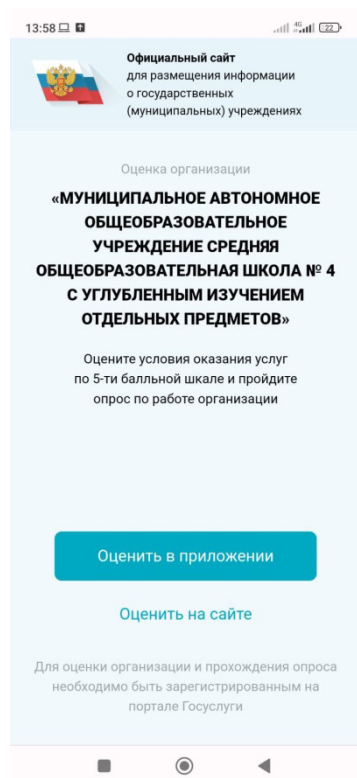 13:58
4G
22
Официальный сайт
для размещения информации
о государственных
(муниципальных) учреждениях
Оценка организации
«МУНИЦИПАЛЬНОЕ АВТОНОМНОЕ
ОБЩЕОБРАЗОВАТЕЛЬНОЕ
УЧРЕЖДЕНИЕ СРЕДНЯЯ
ОБЩЕОБРАЗОВАТЕЛЬНАЯ ШКОЛА № 4
С УГЛУБЛЕННЫМ ИЗУЧЕНИЕМ
ОТДЕЛЬНЫХ ПРЕДМЕТОВ»
Оцените условия оказания услуг
по 5-ти балльной шкале и пройдите
опрос по работе организации
Оценить в приложении
Оценить на сайте
Для оценки организации и прохождения опроса
необходимо быть зарегистрированным на
портале Госуслуги